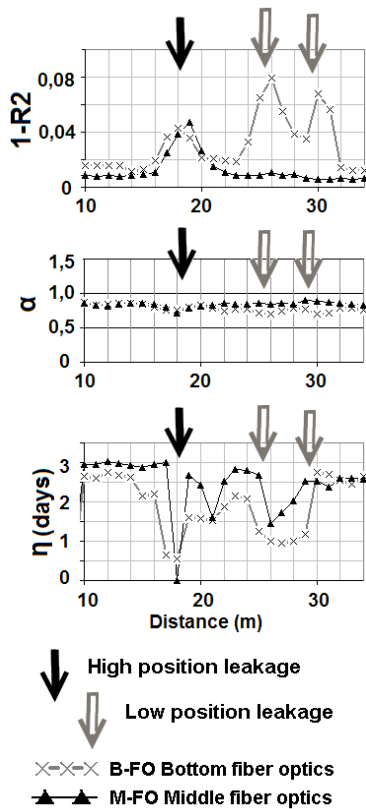 1-R2
0,08
0,04
0
10 20 30
α
1,5
1,0
0,5
0
10 20 30
η (days)
3
2
1
0
10 20 30
Distance (m)
High position leakage
Low position leakage
B-FO Bottom fiber optics
M-FO Middle fiber optics